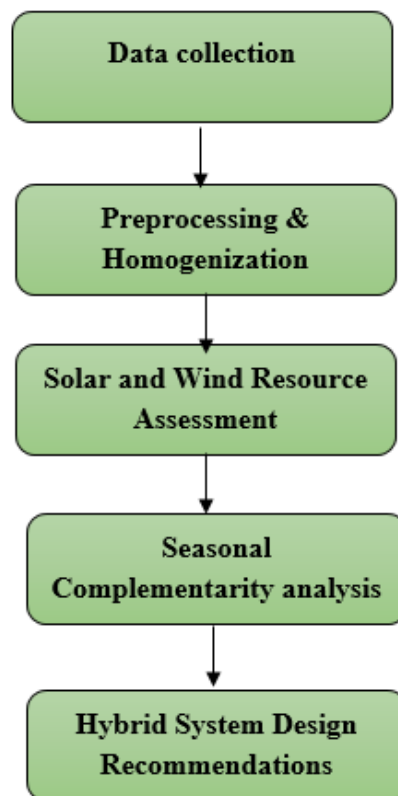 Data collection
Preprocessing &
Homogenization
Solar and Wind Resource
Assessment
Seasonal
Complementarity analysis
Hybrid System Design
Recommendations